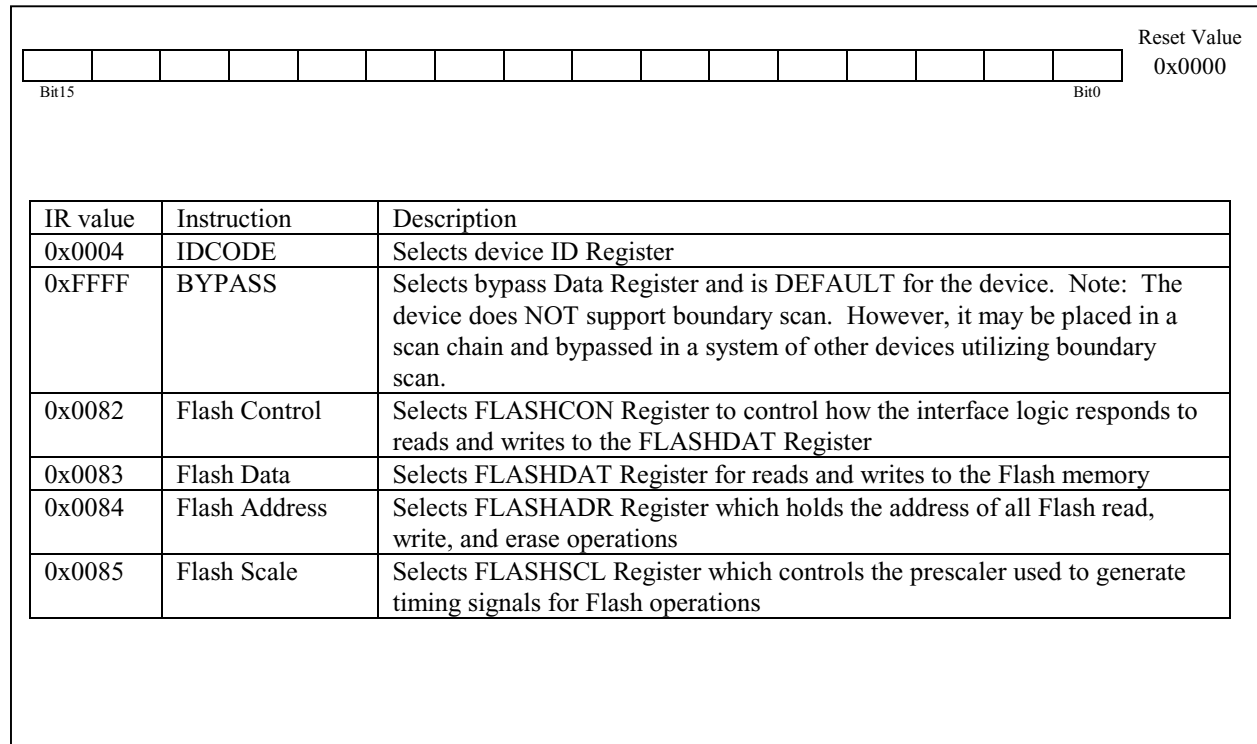 Reset Value
0x0000
Bit15
Bit0
IR value Instruction Description
0x0004 IDCODE Selects device ID Register
0xFFFF BYPASS Selects bypass Data Register and is DEFAULT for the device.  Note:  The
device does NOT support boundary scan.  However, it may be placed in a
scan chain and bypassed in a system of other devices utilizing boundary
scan.
0x0082 Flash Control Selects FLASHCON Register to control how the interface logic responds to
reads and writes to the FLASHDAT Register
0x0083 Flash Data Selects FLASHDAT Register for reads and writes to the Flash memory
0x0084 Flash Address Selects FLASHADR Register which holds the address of all Flash read,
write, and erase operations
0x0085 Flash Scale Selects FLASHSCL Register which controls the prescaler used to generate
timing signals for Flash operations